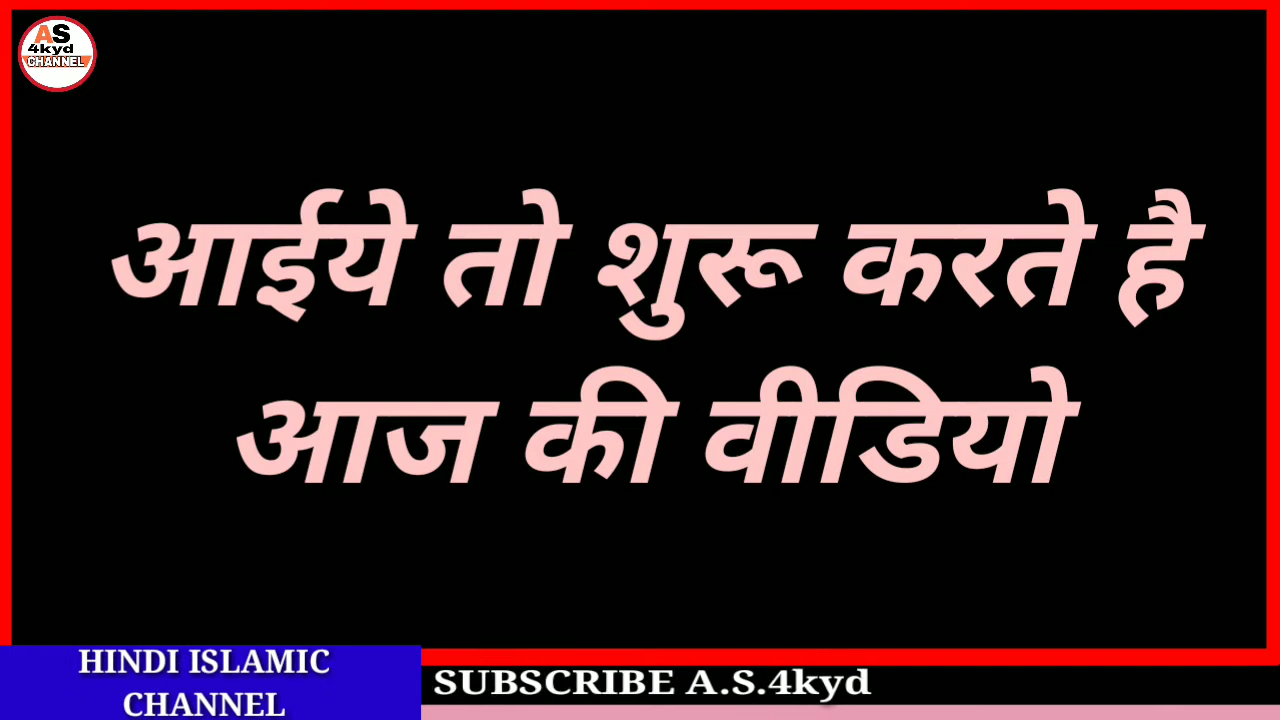 AS
4kyd
CHANNEL
आईये तो शुरू करते है
आज की वीडियो
HINDI ISLAMIC
CHANNEL
SUBSCRIBE A.S.4kyd